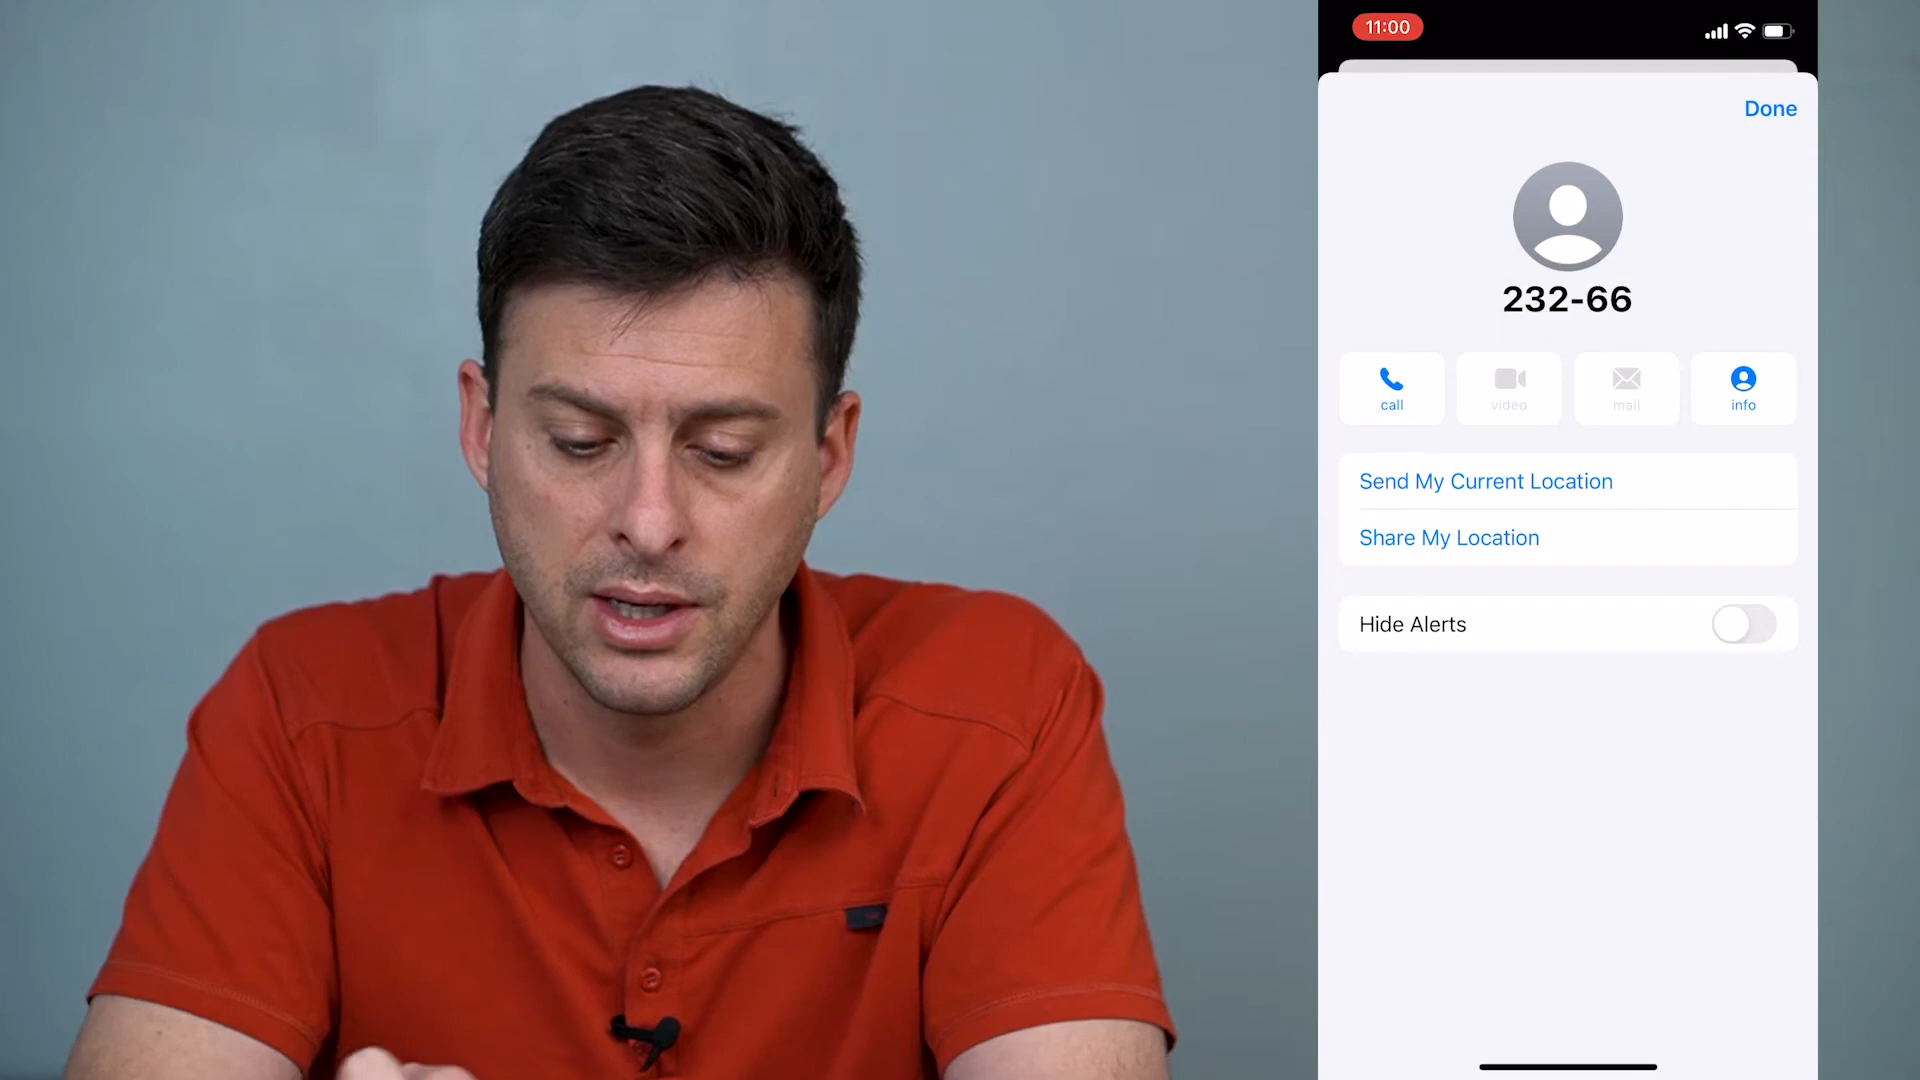 11:00
Done
232-66
call
video
mail
info
Send My Current Location
Share My Location
Hide Alerts